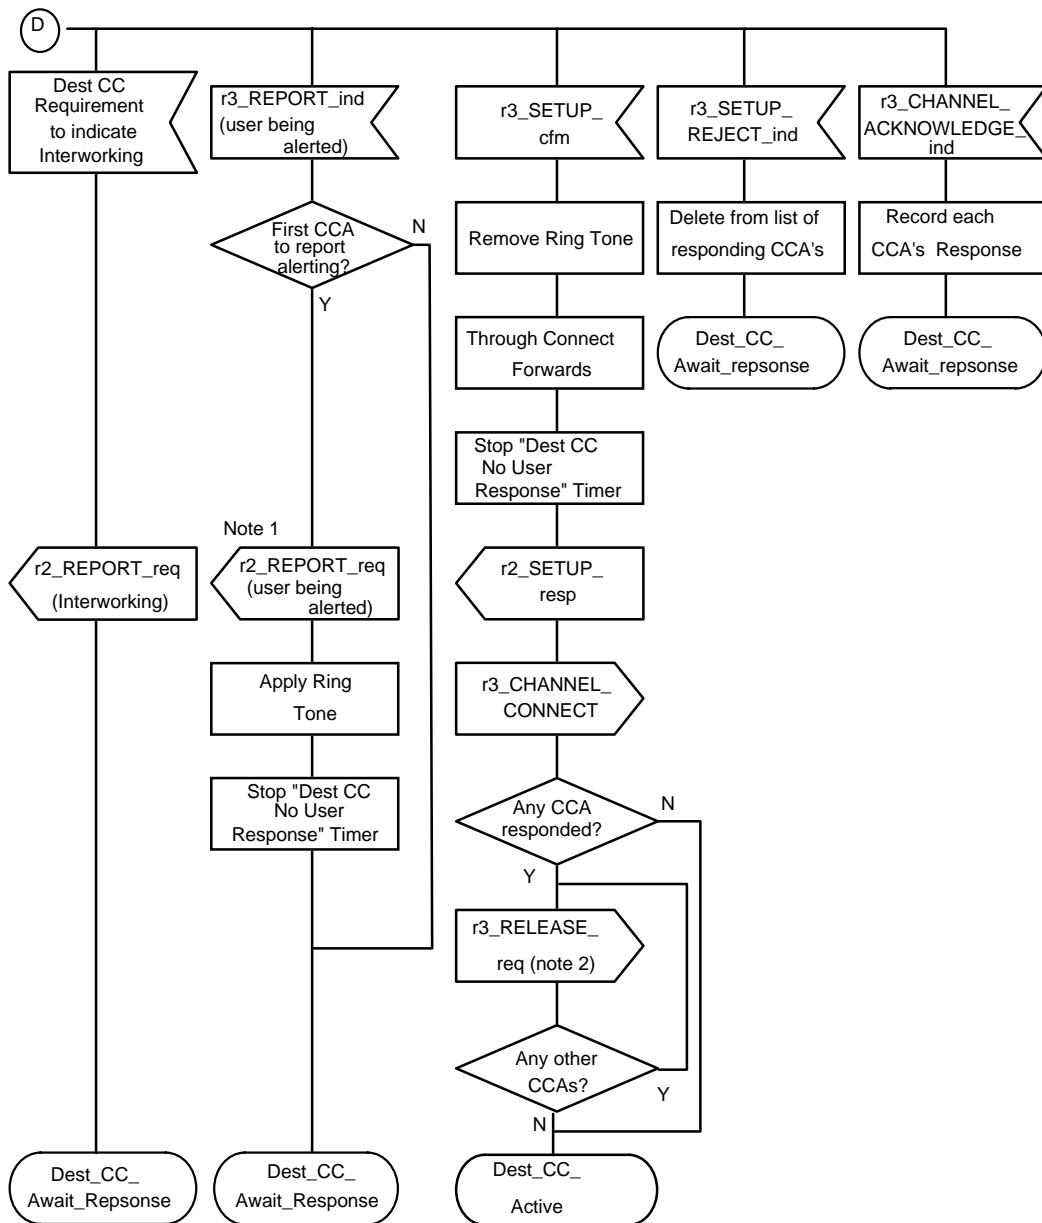 D
Dest CC
Requirement
to indicate
Interworking
r2_REPORT_req
(Interworking)
Dest_CC_
Await_Repsonse
r3_REPORT_ind
(user being
alerted)
First CCA
to report
alerting?
N
Y
Note 1
r2_REPORT_req
(user being
alerted)
Apply Ring
Tone
Stop "Dest CC
No User
Response" Timer
Dest_CC_
Await_Response
r3_SETUP_
cfm
Remove Ring Tone
Through Connect
Forwards
Stop "Dest CC
No User
Response" Timer
r2_SETUP_
resp
r3_CHANNEL_
CONNECT
Any CCA
responded?
N
Y
r3_RELEASE_
req (note 2)
Any other
CCAs?
Y
N
Dest_CC_
Active
r3_SETUP_
REJECT_ind
Delete from list of
responding CCA's
Dest_CC_
Await_repsonse
r3_CHANNEL_
ACKNOWLEDGE_
ind
Record each
CCA's Response
Dest_CC_
Await_repsonse